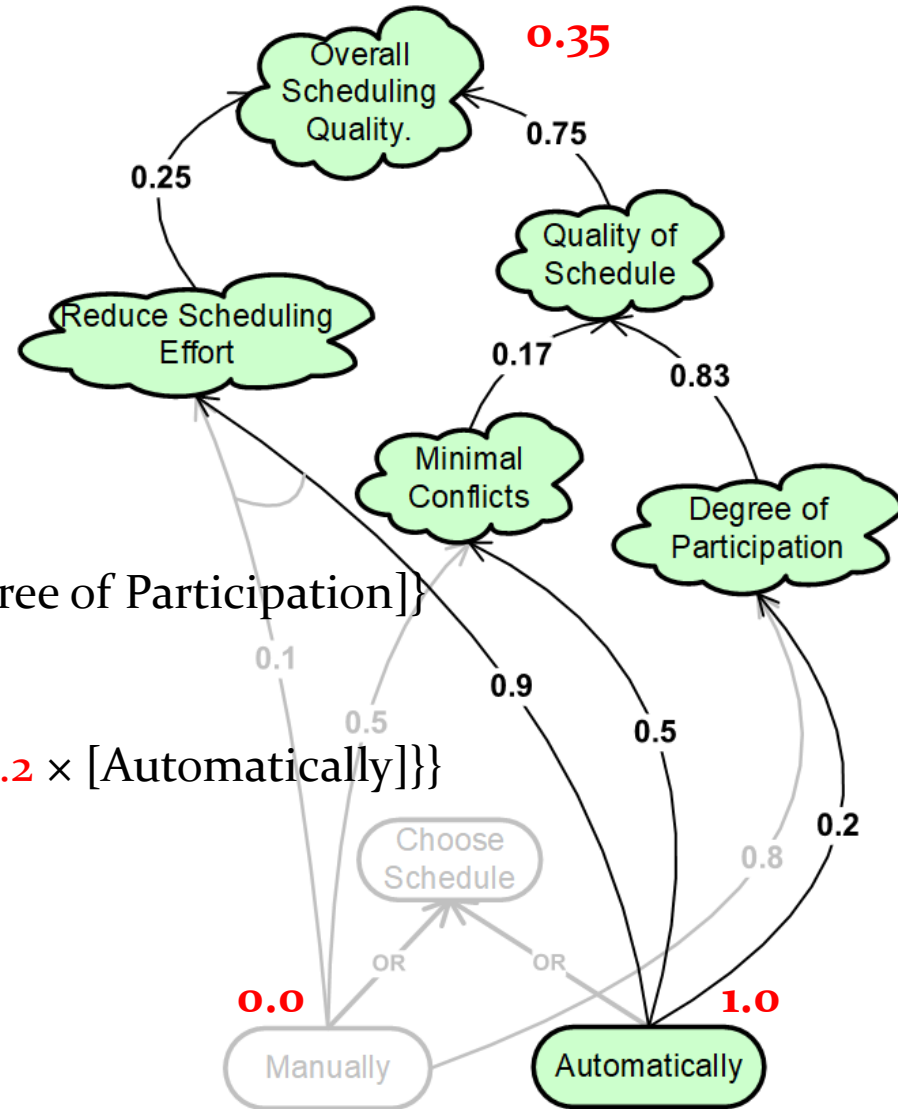 Overall
Scheduling
Quality.
0.35
0.75
0.25
Quality of
Schedule
Reduce Scheduling
Effort
0.17
0.83
Minimal
Conflicts
Degree of
Participation
ree of Participation]}
0.1
0.9
0.5
0.5
.2 × [Automatically]}}
0.2
Choose
Schedule
0.8
OR
OR
0.0
1.0
Manually
Automatically